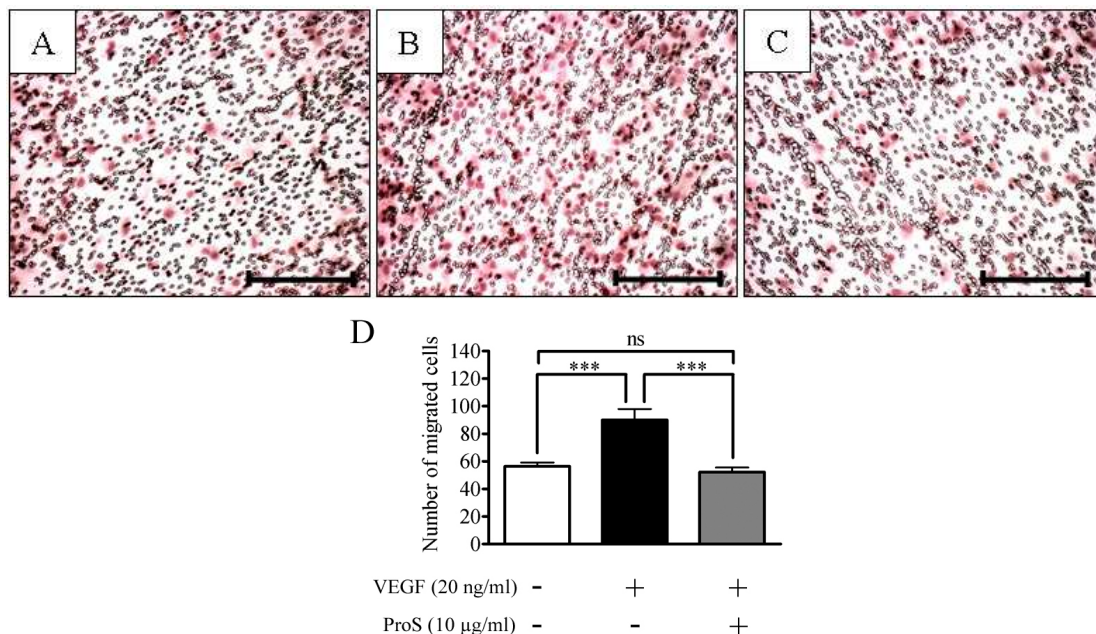 A
B
C
D
ns
*** ***
Number of migrated cells
140
120
100
80
60
40
20
0
VEGF (20 ng/ml) - + +
ProS (10 µg/ml) - - +